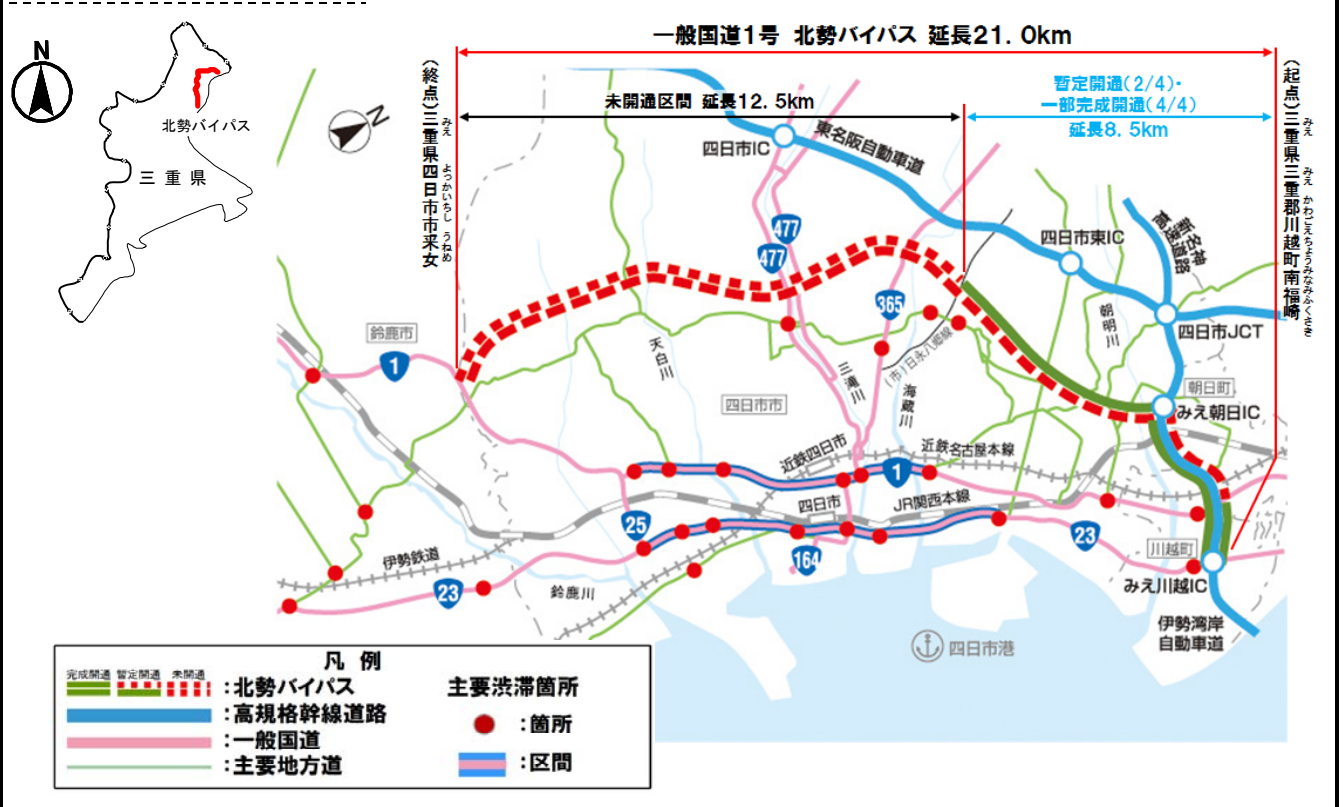 一般国道1号 北勢バイパス 延長21.0km
未開通区間 延長12.5km
暫定開通(2/4)・
一部完成開通(4/4)
延長8.5km
N
北勢バイパス
三重県
N
(終点)三重県四日市市采女
みえ よっかいちし うねめ
(起点)三重県三重郡川越町南福崎
みえ みえ かわごえちょうみなみふくさき
四日市IC
東名阪自動車道
477
477
四日市東IC
新名神
高速道路
365
朝明川
四日市JCT
鈴鹿市
1
天白川
三滝川
(市)日永八郷線
海蔵川
四日市市
朝日町
みえ朝日IC
近鉄四日市
近鉄名古屋本線
1
四日市
JR関西本線
25
23
164
伊勢鉄道
23
鈴鹿川
川越町
みえ川越IC
伊勢湾岸
自動車道
四日市港
凡例
完成開通 暫定開通 未開通
:北勢バイパス
:高規格幹線道路
:一般国道
:主要地方道
主要渋滞箇所
:箇所
:区間